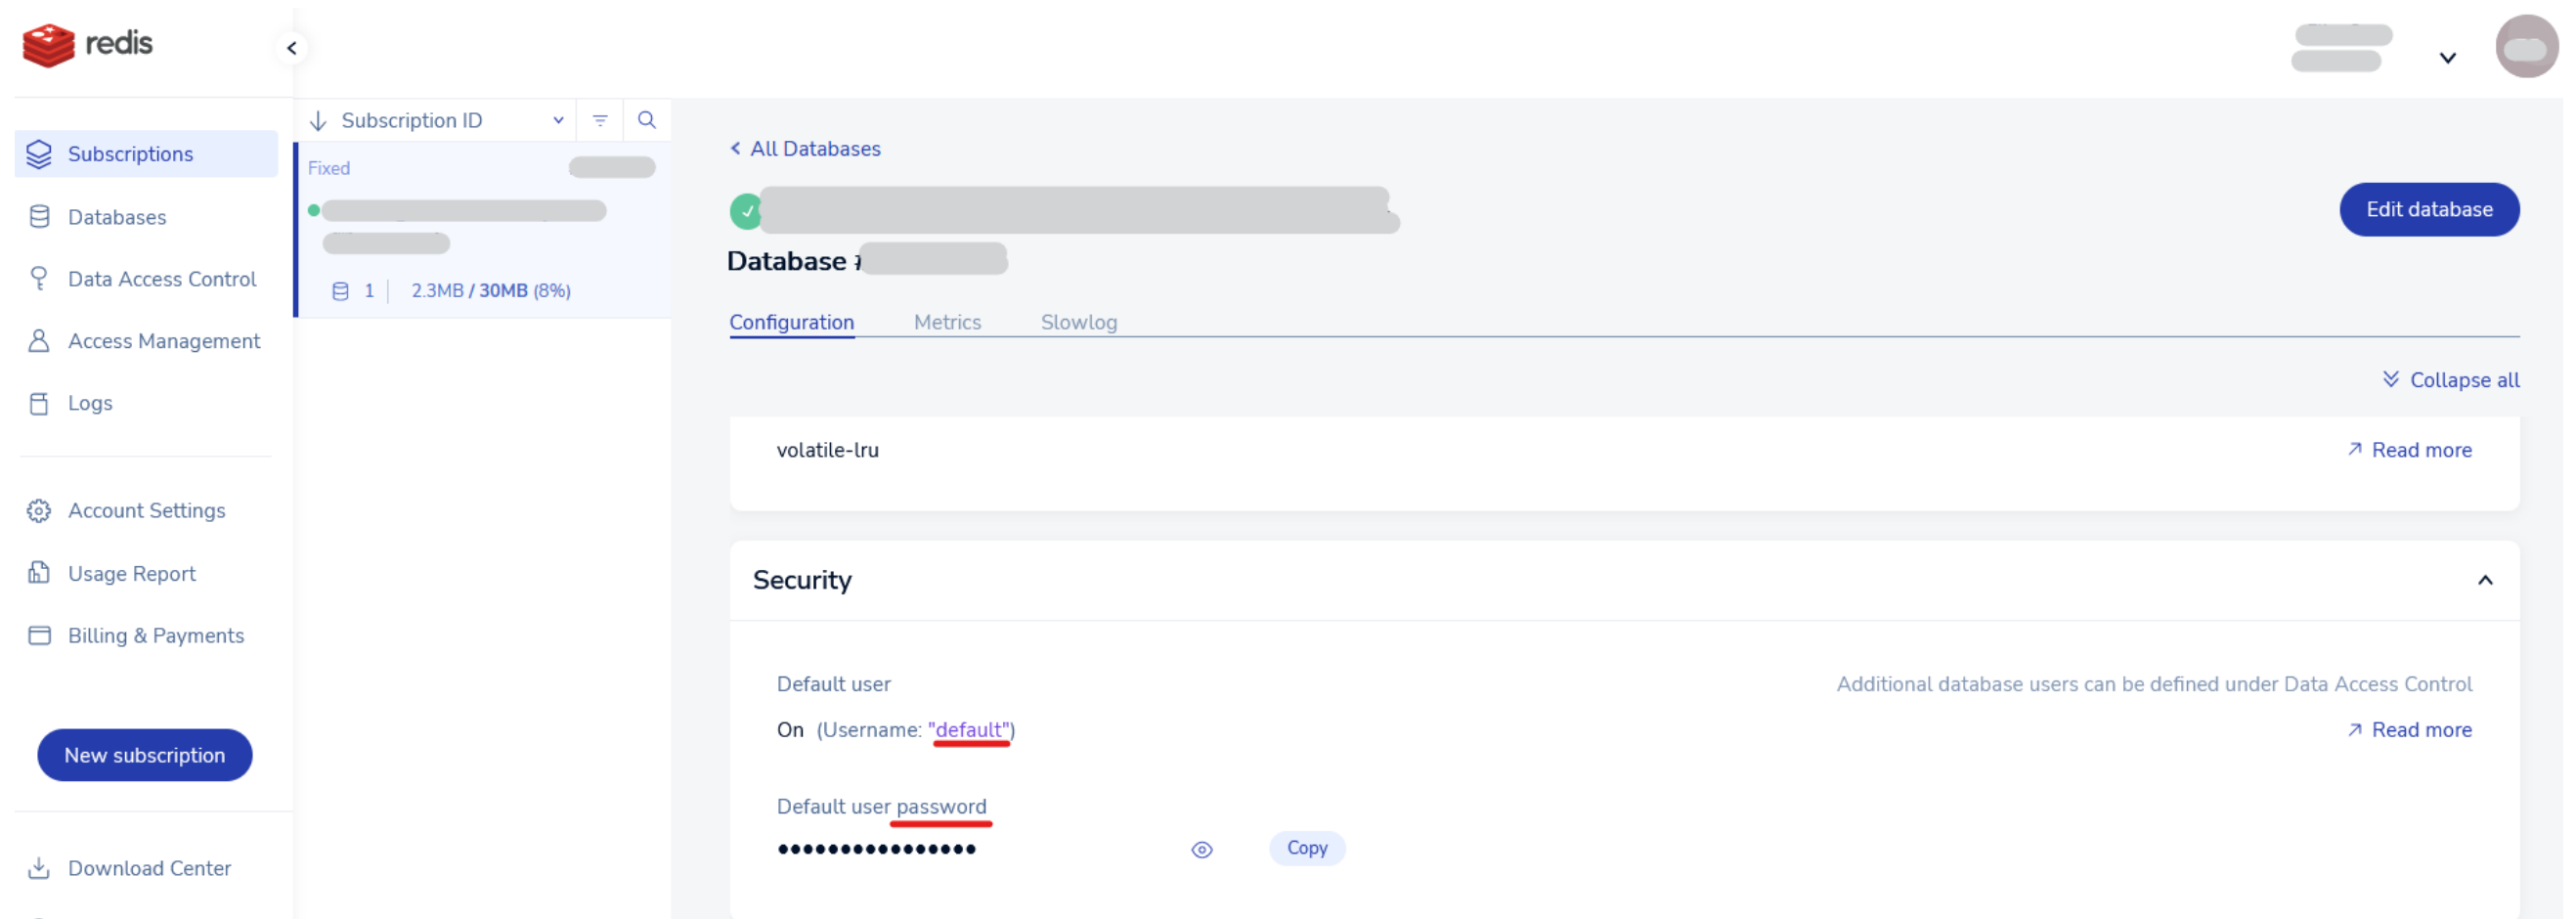 redis
Subscriptions
Databases
Data Access Control
Access Management
Logs
Account Settings
Usage Report
Billing & Payments
New subscription
Download Center
Subscription ID
Fixed
1 2.3MB / 30MB (8%)
All Databases
Edit database
Database #
Configuration Metrics Slowlog
Collapse all
volatile-lru Read more
Security
Default user Additional database users can be defined under Data Access Control
On (Username: "default") Read more
Default user password
•••••••••••••••• Copy